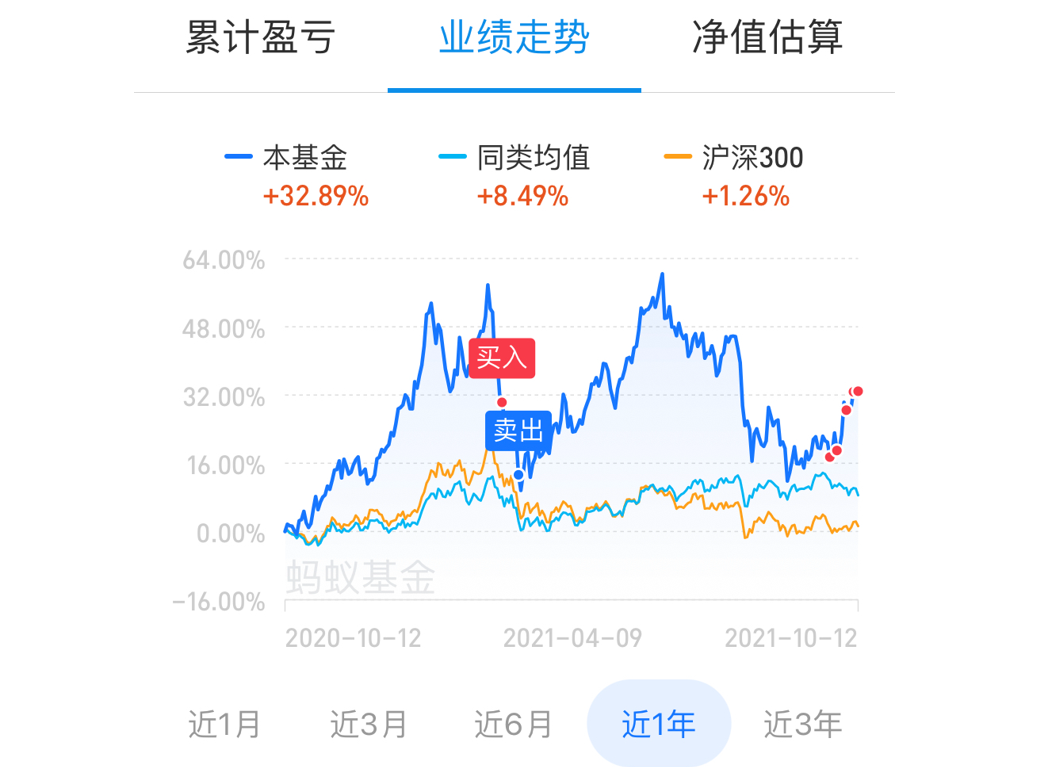 累计盈亏 业绩走势 净值估算
本基金 同类均值 沪深300
+32.89% +8.49% +1.26%
64.00%
48.00%
买入
32.00%
卖出
16.00%
0.00%
蚂蚁基金
-16.00%
2020-10-12 2021-04-09 2021-10-12
近1月 近3月 近6月 近1年 近3年